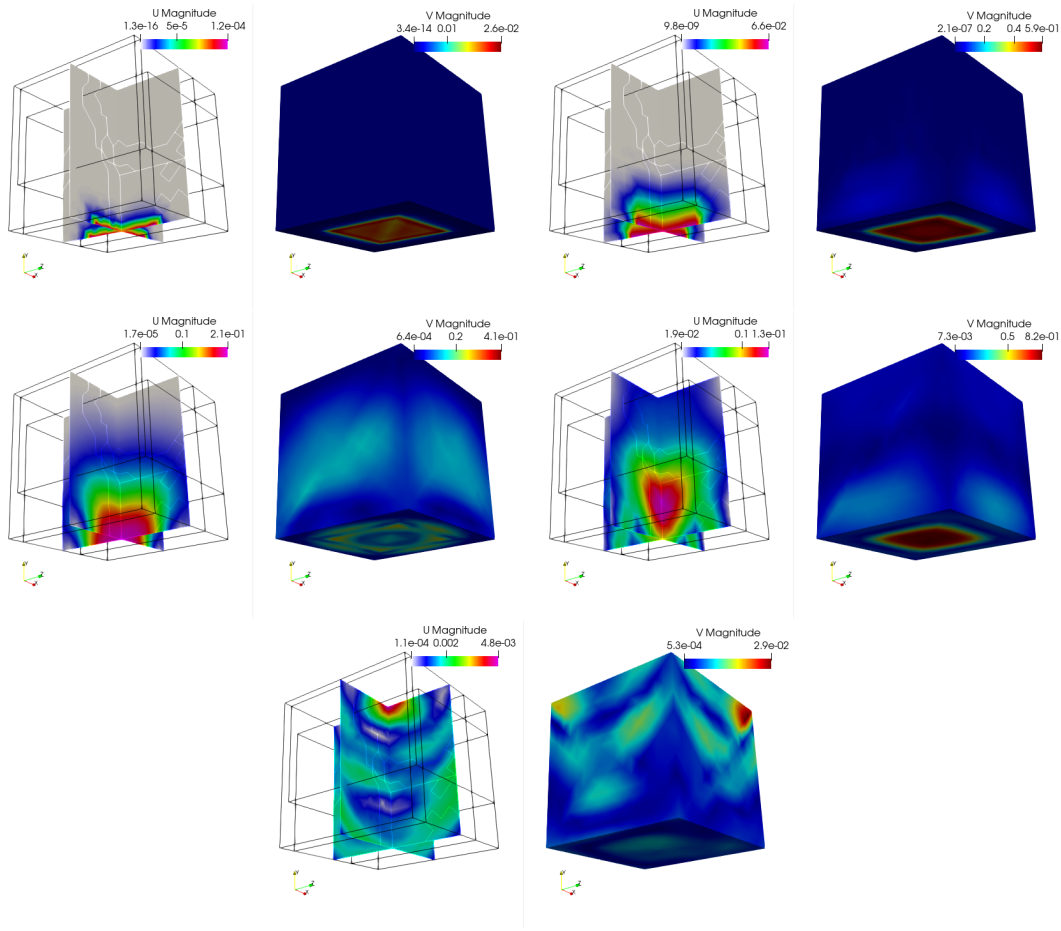 U Magnitude
1.3e-16 5e-5 1.2e-04
V Magnitude
3.4e-14 0.01 2.6e-02
U Magnitude
9.8e-09 6.6e-02
V Magnitude
2.1e-07 0.2 0.4 5.9e-01
Y
Z
X
Y
Z
X
Y
Z
X
Y
Z
X
U Magnitude
1.7e-05 0.1 2.1e-01
V Magnitude
6.4e-04 0.2 4.1e-01
U Magnitude
1.9e-02 0.1 1.3e-01
V Magnitude
7.3e-03 0.5 8.2e-01
Y
Z
X
Y
Z
X
Y
Z
X
Y
Z
X
U Magnitude
1.1e-04 0.002 4.8e-03
V Magnitude
5.3e-04 2.9e-02
Y
Z
X
Y
Z
X